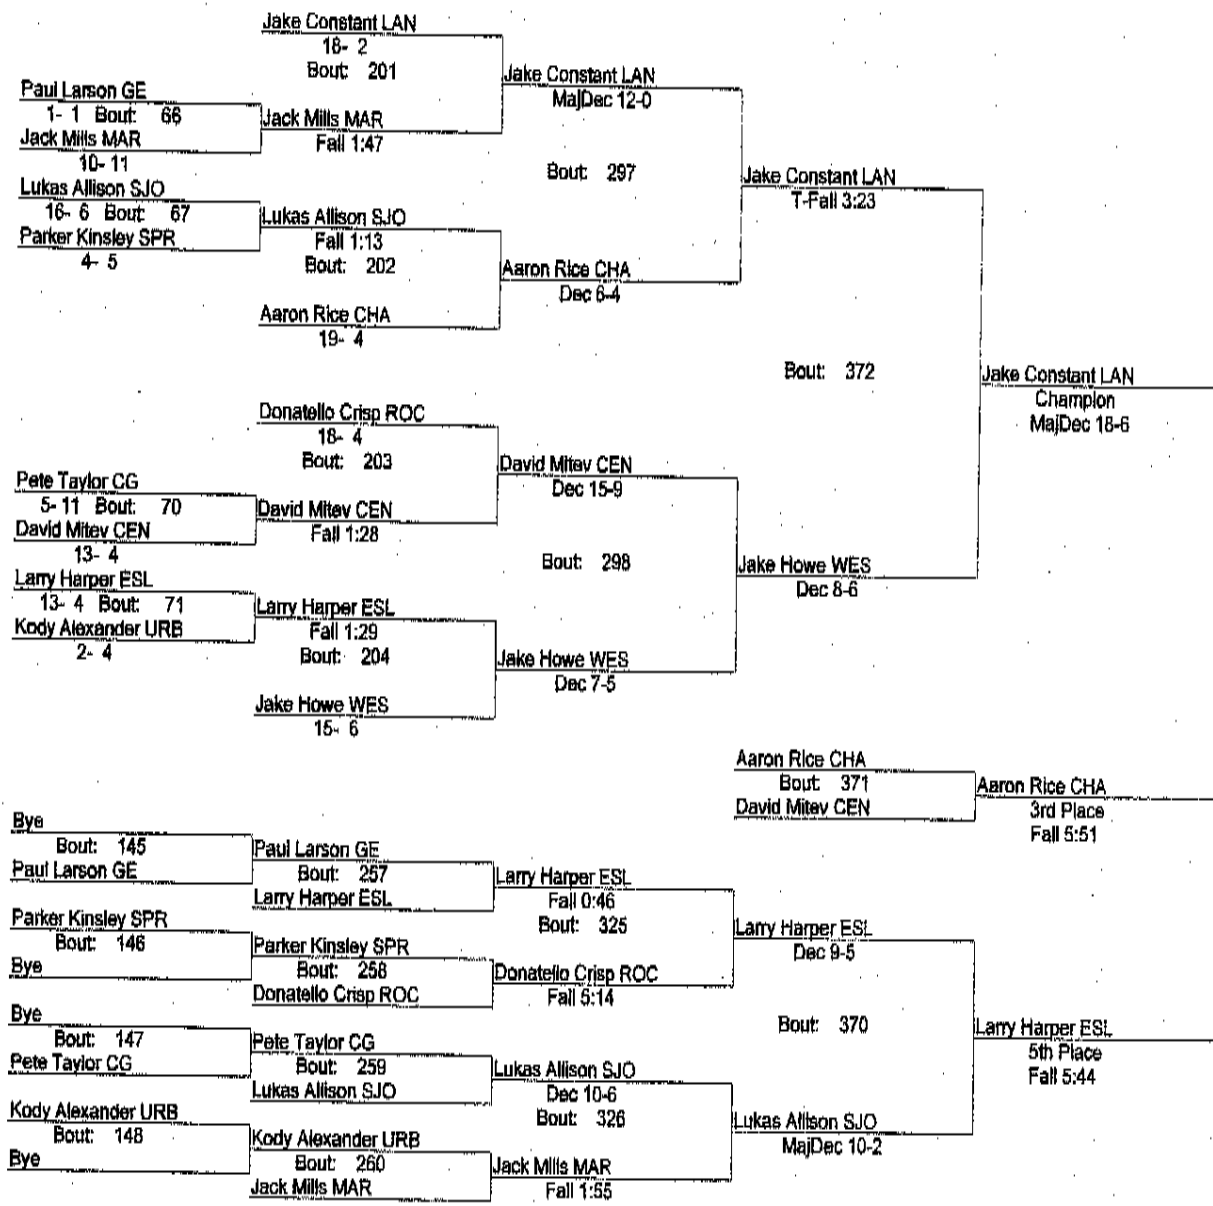 Jake Constant LAN
18- 2
Bout: 201
Jake Constant LAN
MajDec 12-0
Paul Larson GE
1- 1 Bout: 66
Jack Mills MAR
10- 11
Jack Mills MAR
Fall 1:47
Bout: 297
Jake Constant LAN
T-Fall 3:23
Lukas Allison SJO
16- 6 Bout: 67
Parker Kinsley SPR
4- 5
Lukas Allison SJO
Fall 1:13
Bout: 202
Aaron Rice CHA
Dec 6-4
Aaron Rice CHA
19- 4
Bout: 372
Jake Constant LAN
Champion
MajDec 18-6
Donatello Crisp ROC
18- 4
Bout: 203
David Mitev CEN
Dec 15-9
Pete Taylor CG
5- 11 Bout: 70
David Mitev CEN
13- 4
David Mitev CEN
Fall 1:28
Bout: 298
Jake Howe WES
Dec 8-6
Larry Harper ESL
13- 4 Bout: 71
Kody Alexander URB
2- 4
Larry Harper ESL
Fall 1:29
Bout: 204
Jake Howe WES
Dec 7-5
Jake Howe WES
15- 6
Aaron Rice CHA
Bout: 371
David Mitev CEN
Aaron Rice CHA
3rd Place
Fall 5:51
Bye
Bout: 145
Paul Larson GE
Paul Larson GE
Bout: 257
Larry Harper ESL
Larry Harper ESL
Fall 0:46
Bout: 325
Larry Harper ESL
Dec 9-5
Parker Kinsley SPR
Bout: 146
Bye
Parker Kinsley SPR
Bout: 258
Donatello Crisp ROC
Donatello Crisp ROC
Fall 5:14
Bout: 370
Larry Harper ESL
5th Place
Fall 5:44
Bye
Bout: 147
Pete Taylor CG
Pete Taylor CG
Bout: 259
Lukas Allison SJO
Lukas Allison SJO
Dec 10-6
Bout: 326
Lukas Allison SJO
MajDec 10-2
Kody Alexander URB
Bout: 148
Bye
Kody Alexander URB
Bout: 260
Jack Mills MAR
Jack Mills MAR
Fall 1:55